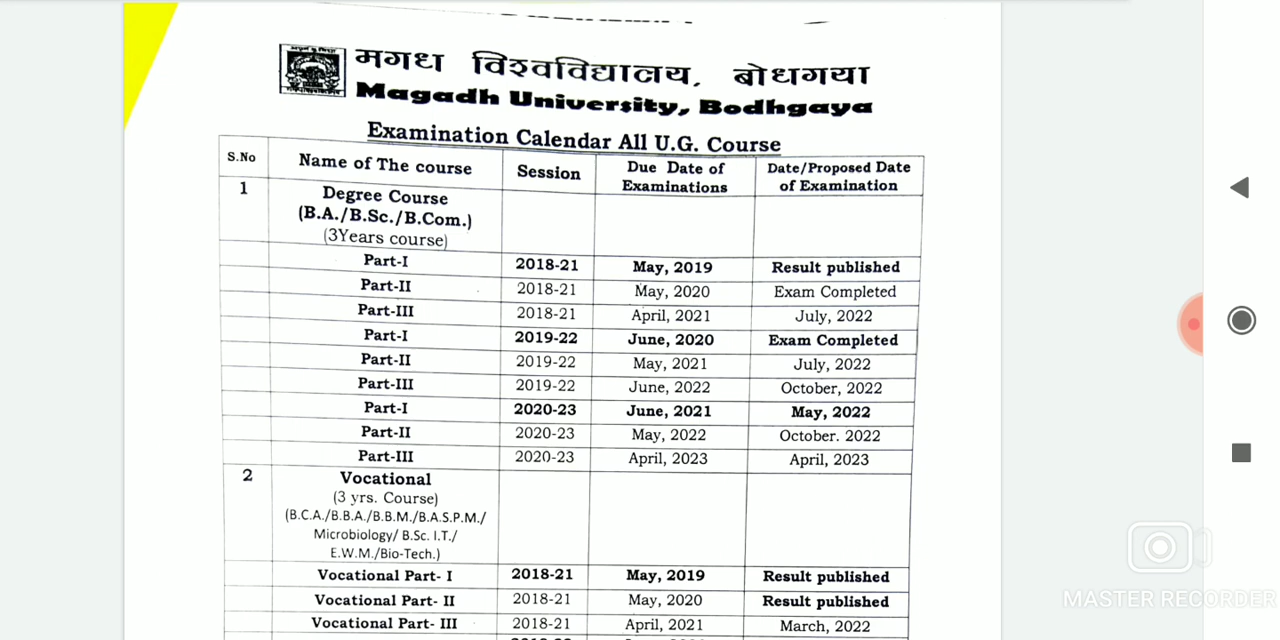 मगध विश्वविद्यालय, बोधगया
Magadh University, Bodhgaya
Examination Calendar All U.G. Course
S.No Name of The course Session Due Date of Examinations Date/Proposed Date of Examination
1 Degree Course
(B.A./B.Sc./B.Com.)
(3Years course)
Part-I 2018-21 May, 2019 Result published
Part-II 2018-21 May, 2020 Exam Completed
Part-III 2018-21 April, 2021 July, 2022
Part-I 2019-22 June, 2020 Exam Completed
Part-II 2019-22 May, 2021 July, 2022
Part-III 2019-22 June, 2022 October, 2022
Part-I 2020-23 June, 2021 May, 2022
Part-II 2020-23 May, 2022 October. 2022
Part-III 2020-23 April, 2023 April, 2023
2 Vocational
(3 yrs. Course)
(B.C.A./B.B.A./B.B.M./B.A.S.P.M./
Microbiology/ B.Sc. I.T./
E.W.M./Bio-Tech.)
Vocational Part- I 2018-21 May, 2019 Result published
Vocational Part- II 2018-21 May, 2020 Result published
Vocational Part- III 2018-21 April, 2021 March, 2022
MASTER RECORDER